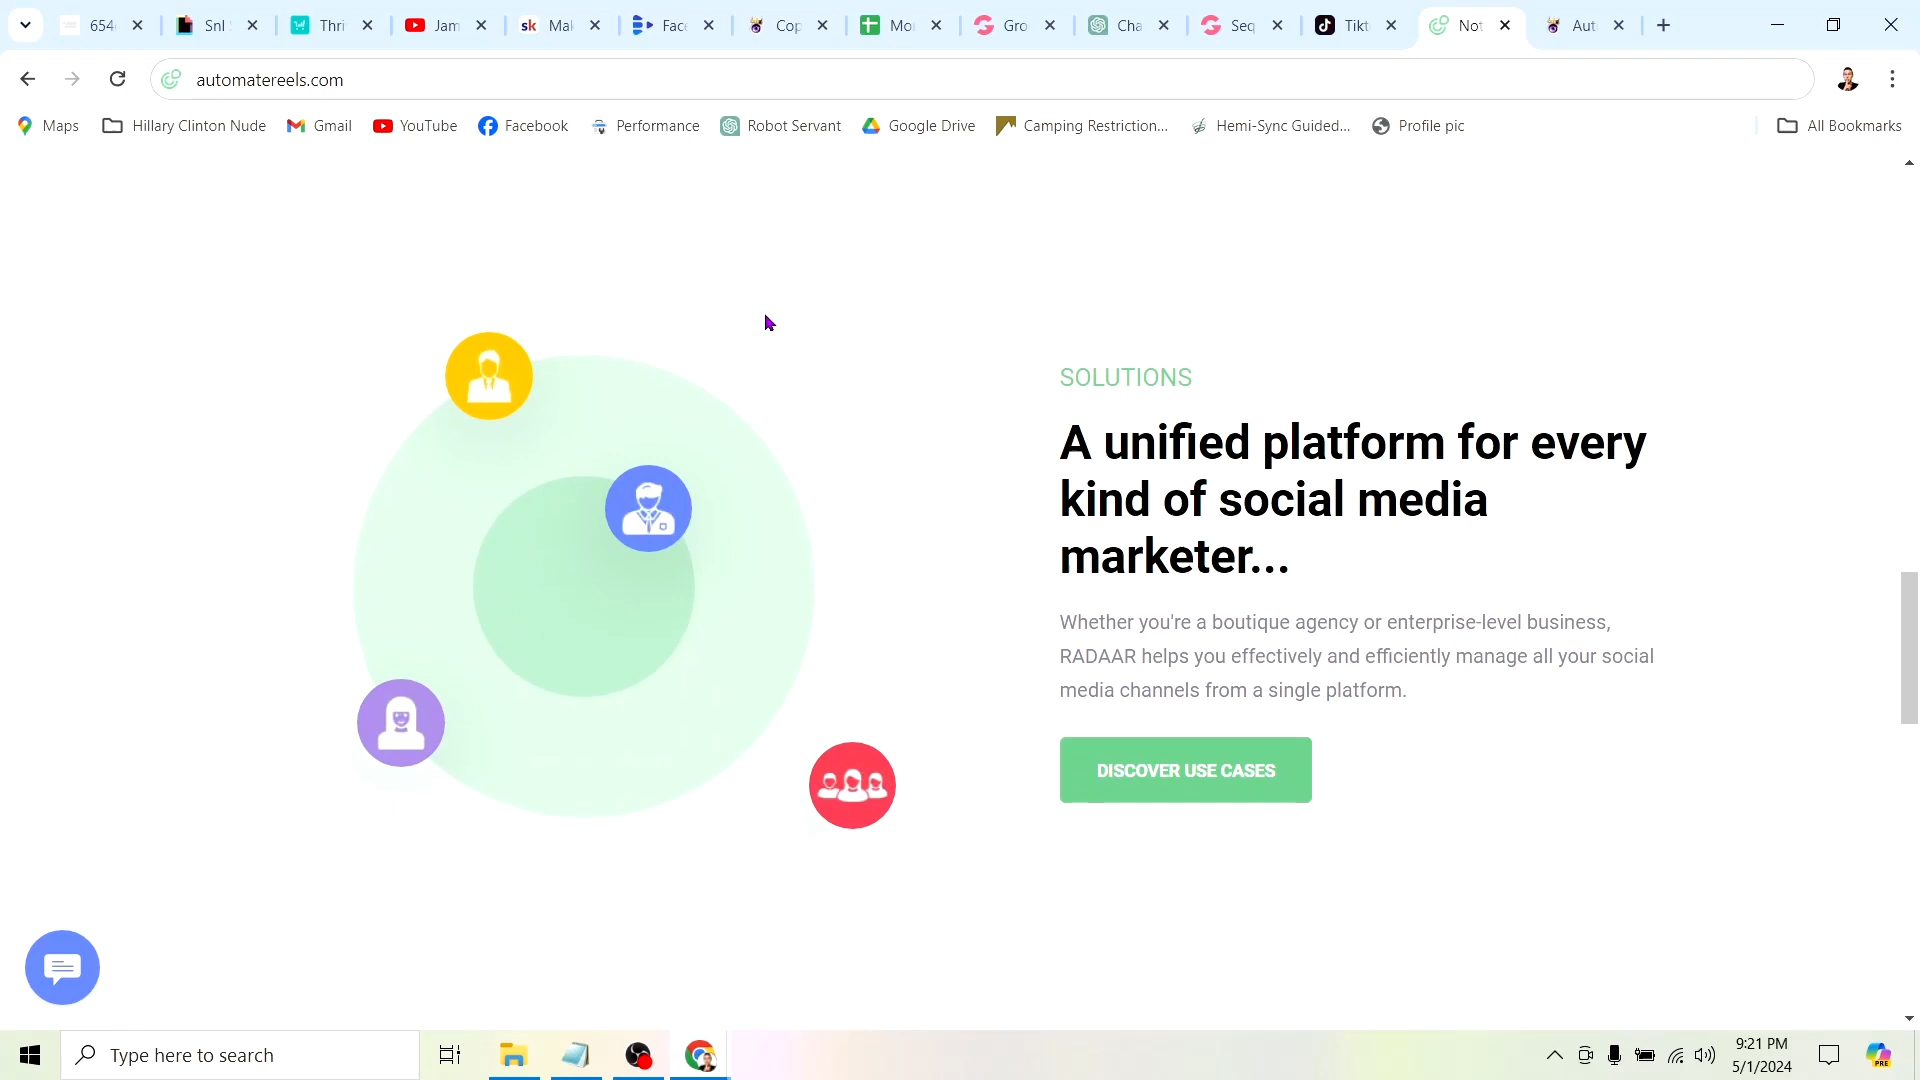 654
Snl
Thri
Jam
Mak
Face
Cop
Mo
Gro
Cha
Seq
Tikt
Not
Aut
automatereels.com
Maps
Hillary Clinton Nude
Gmail
YouTube
Facebook
Performance
Robot Servant
Google Drive
Camping Restriction...
Hemi-Sync Guided...
Profile pic
All Bookmarks
SOLUTIONS
A unified platform for every
kind of social media
marketer...
Whether you're a boutique agency or enterprise-level business,
RADAAR helps you effectively and efficiently manage all your social
media channels from a single platform.
DISCOVER USE CASES
Type here to search
9:21 PM
5/1/2024
PRE